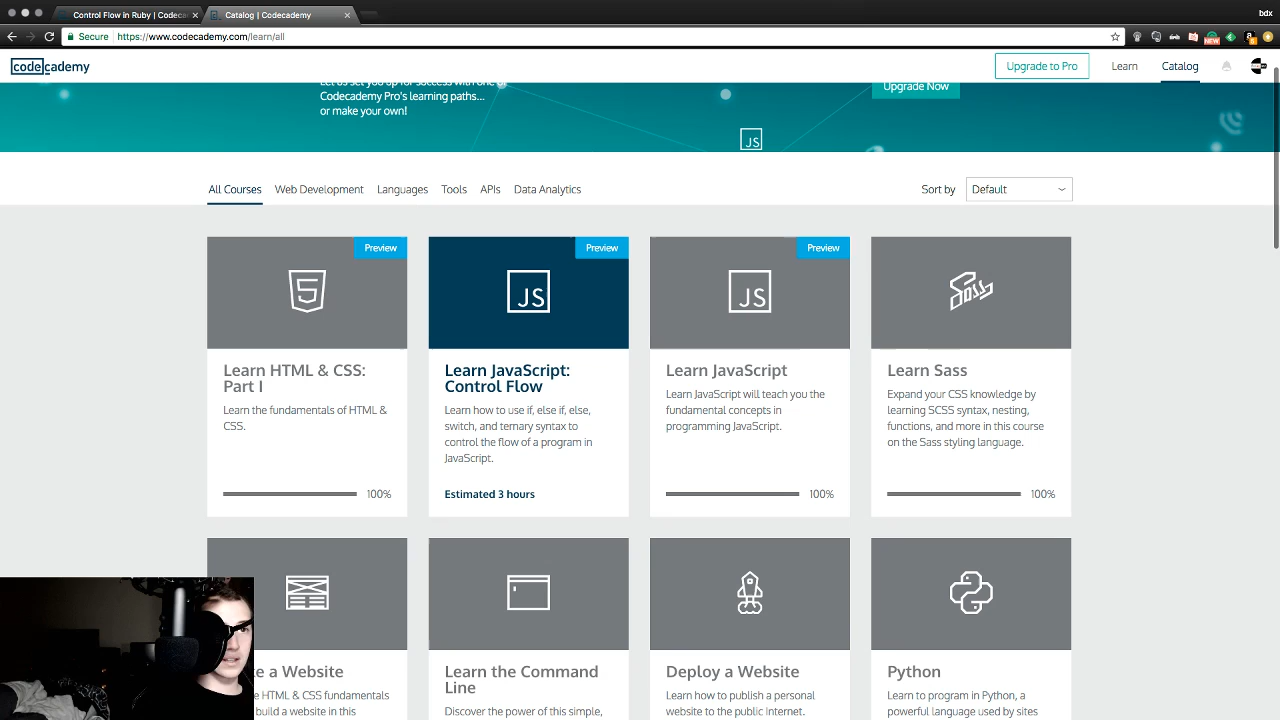 Control Flow in Ruby | Codeca
Catalog | Codecademy
bdx
Secure
https://www.codecademy.com/learn/all
NEW
codecademy
Upgrade to Pro
Learn
Catalog
Codecademy Pro's learning paths...
or make your own!
Upgrade Now
JS
All Courses
Web Development
Languages
Tools
APIs
Data Analytics
Sort by
Default
Preview
Preview
Preview
5
JS
JS
Sass
Learn HTML & CSS:
Part I
Learn the fundamentals of HTML &
CSS.
100%
Learn JavaScript:
Control Flow
Learn how to use if, else if, else,
switch, and ternary syntax to
control the flow of a program in
JavaScript.
Estimated 3 hours
Learn JavaScript
Learn JavaScript will teach you the
fundamental concepts in
programming JavaScript.
100%
Learn Sass
Expand your CSS knowledge by
learning SCSS syntax, nesting,
functions, and more in this course
on the Sass styling language.
100%
e a Website
e HTML & CSS fundamentals
build a website in this
Learn the Command
Line
Discover the power of this simple,
Deploy a Website
Learn how to publish a personal
website to the public Internet.
Python
Learn to program in Python, a
powerful language used by sites